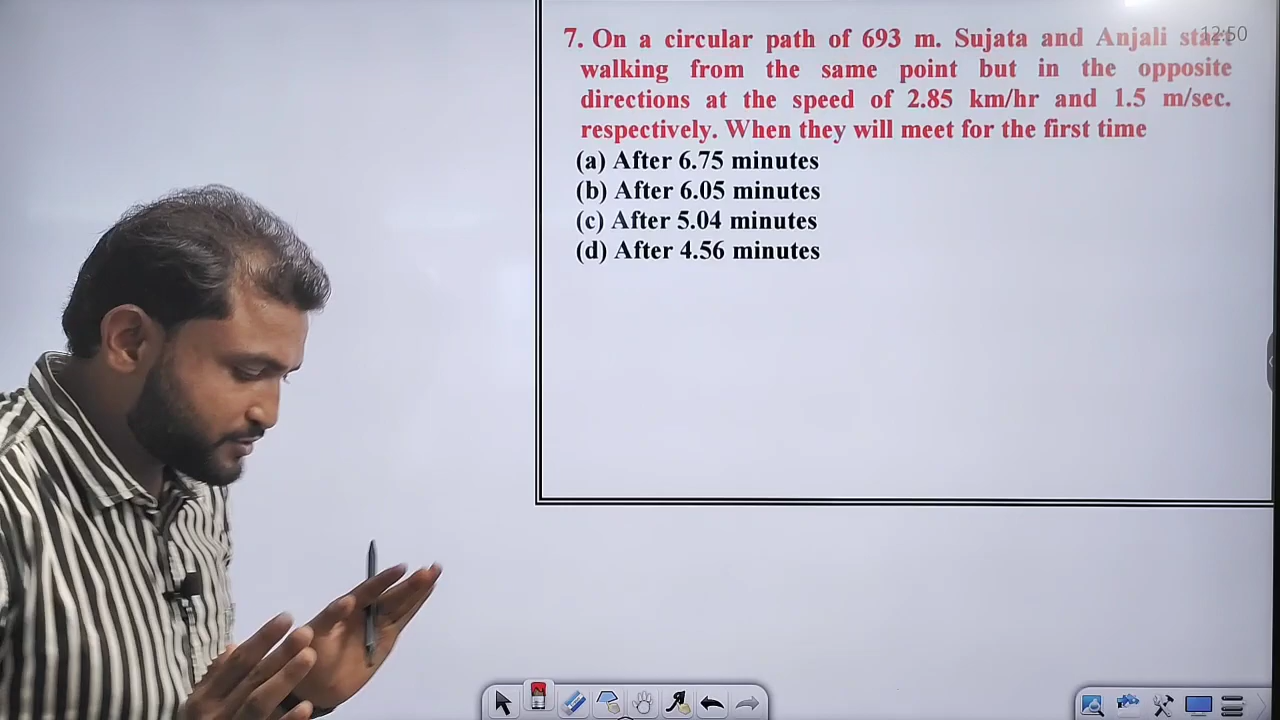 7. On a circular path of 693 m. Sujata and Anjali start
12:50
walking from the same point but in the opposite
directions at the speed of 2.85 km/hr and 1.5 m/sec.
respectively. When they will meet for the first time
(a) After 6.75 minutes
(b) After 6.05 minutes
(c) After 5.04 minutes
(d) After 4.56 minutes